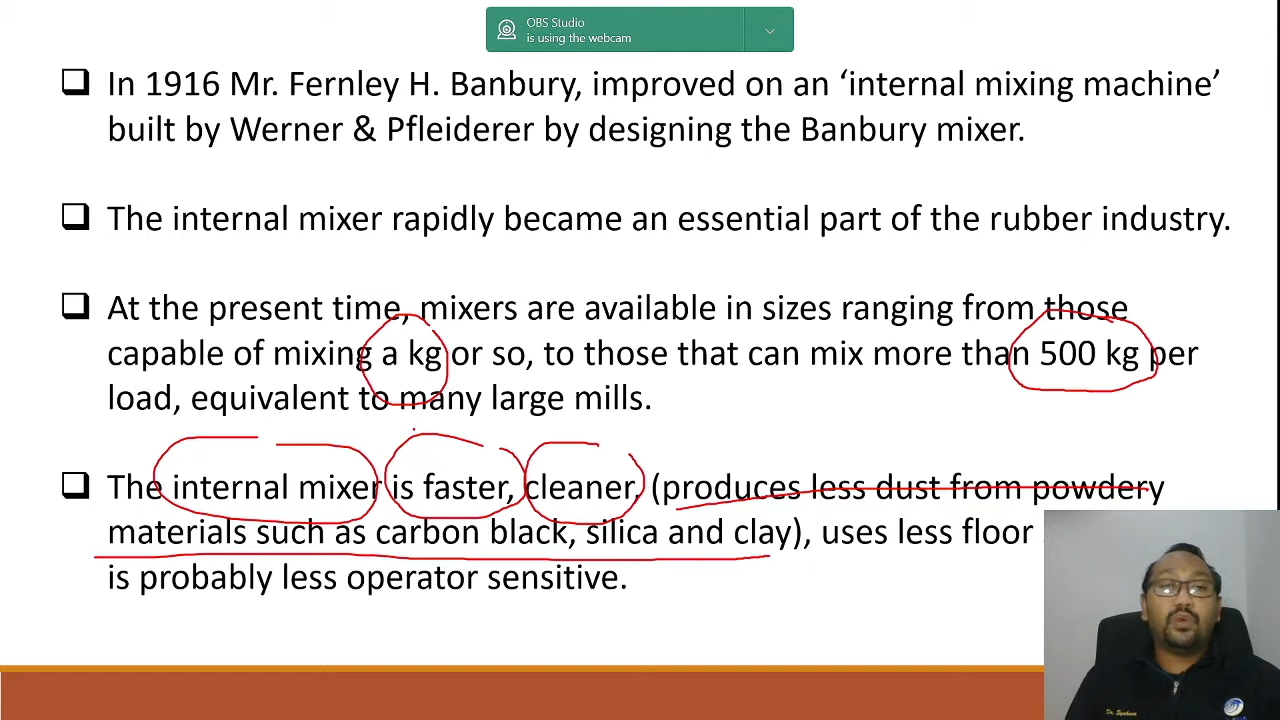 OBS Studio
is using the webcam
❑ In 1916 Mr. Fernley H. Banbury, improved on an ‘internal mixing machine’
built by Werner & Pfleiderer by designing the Banbury mixer.
❑ The internal mixer rapidly became an essential part of the rubber industry.
❑ At the present time, mixers are available in sizes ranging from those
capable of mixing a kg or so, to those that can mix more than 500 kg per
load, equivalent to many large mills.
❑ The internal mixer is faster, cleaner, (produces less dust from powdery
materials such as carbon black, silica and clay), uses less floor
is probably less operator sensitive.